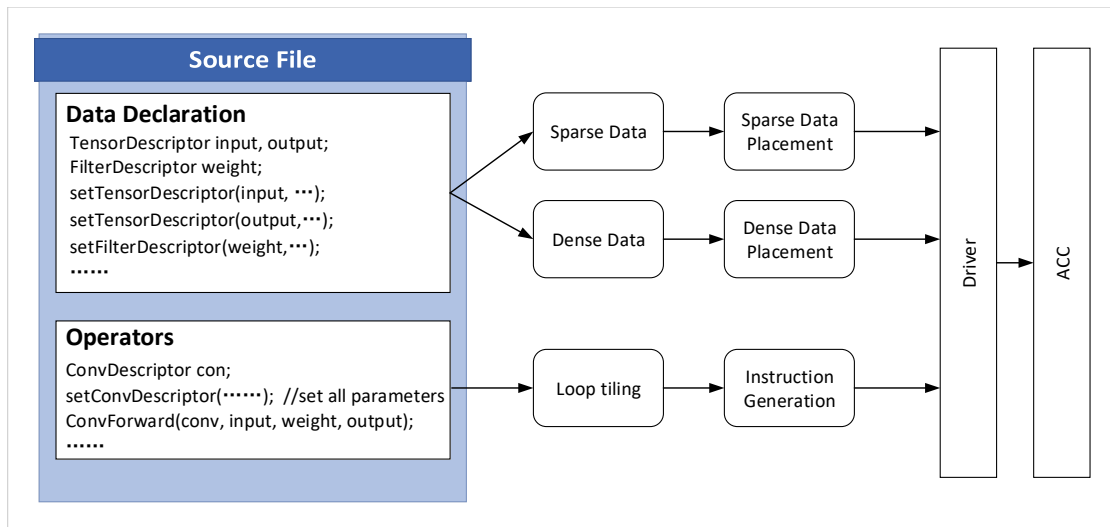 Source File
Data Declaration
TensorDescriptor input, output;
FilterDescriptor weight;
setTensorDescriptor(input, ···);
setTensorDescriptor(output,···);
setFilterDescriptor(weight,···);
······
Operators
ConvDescriptor con;
setConvDescriptor(······);  //set all parameters
ConvForward(conv, input, weight, output);
······
Sparse Data
Sparse Data
Placement
Dense Data
Dense Data
Placement
Loop tiling
Instruction
Generation
Driver
ACC